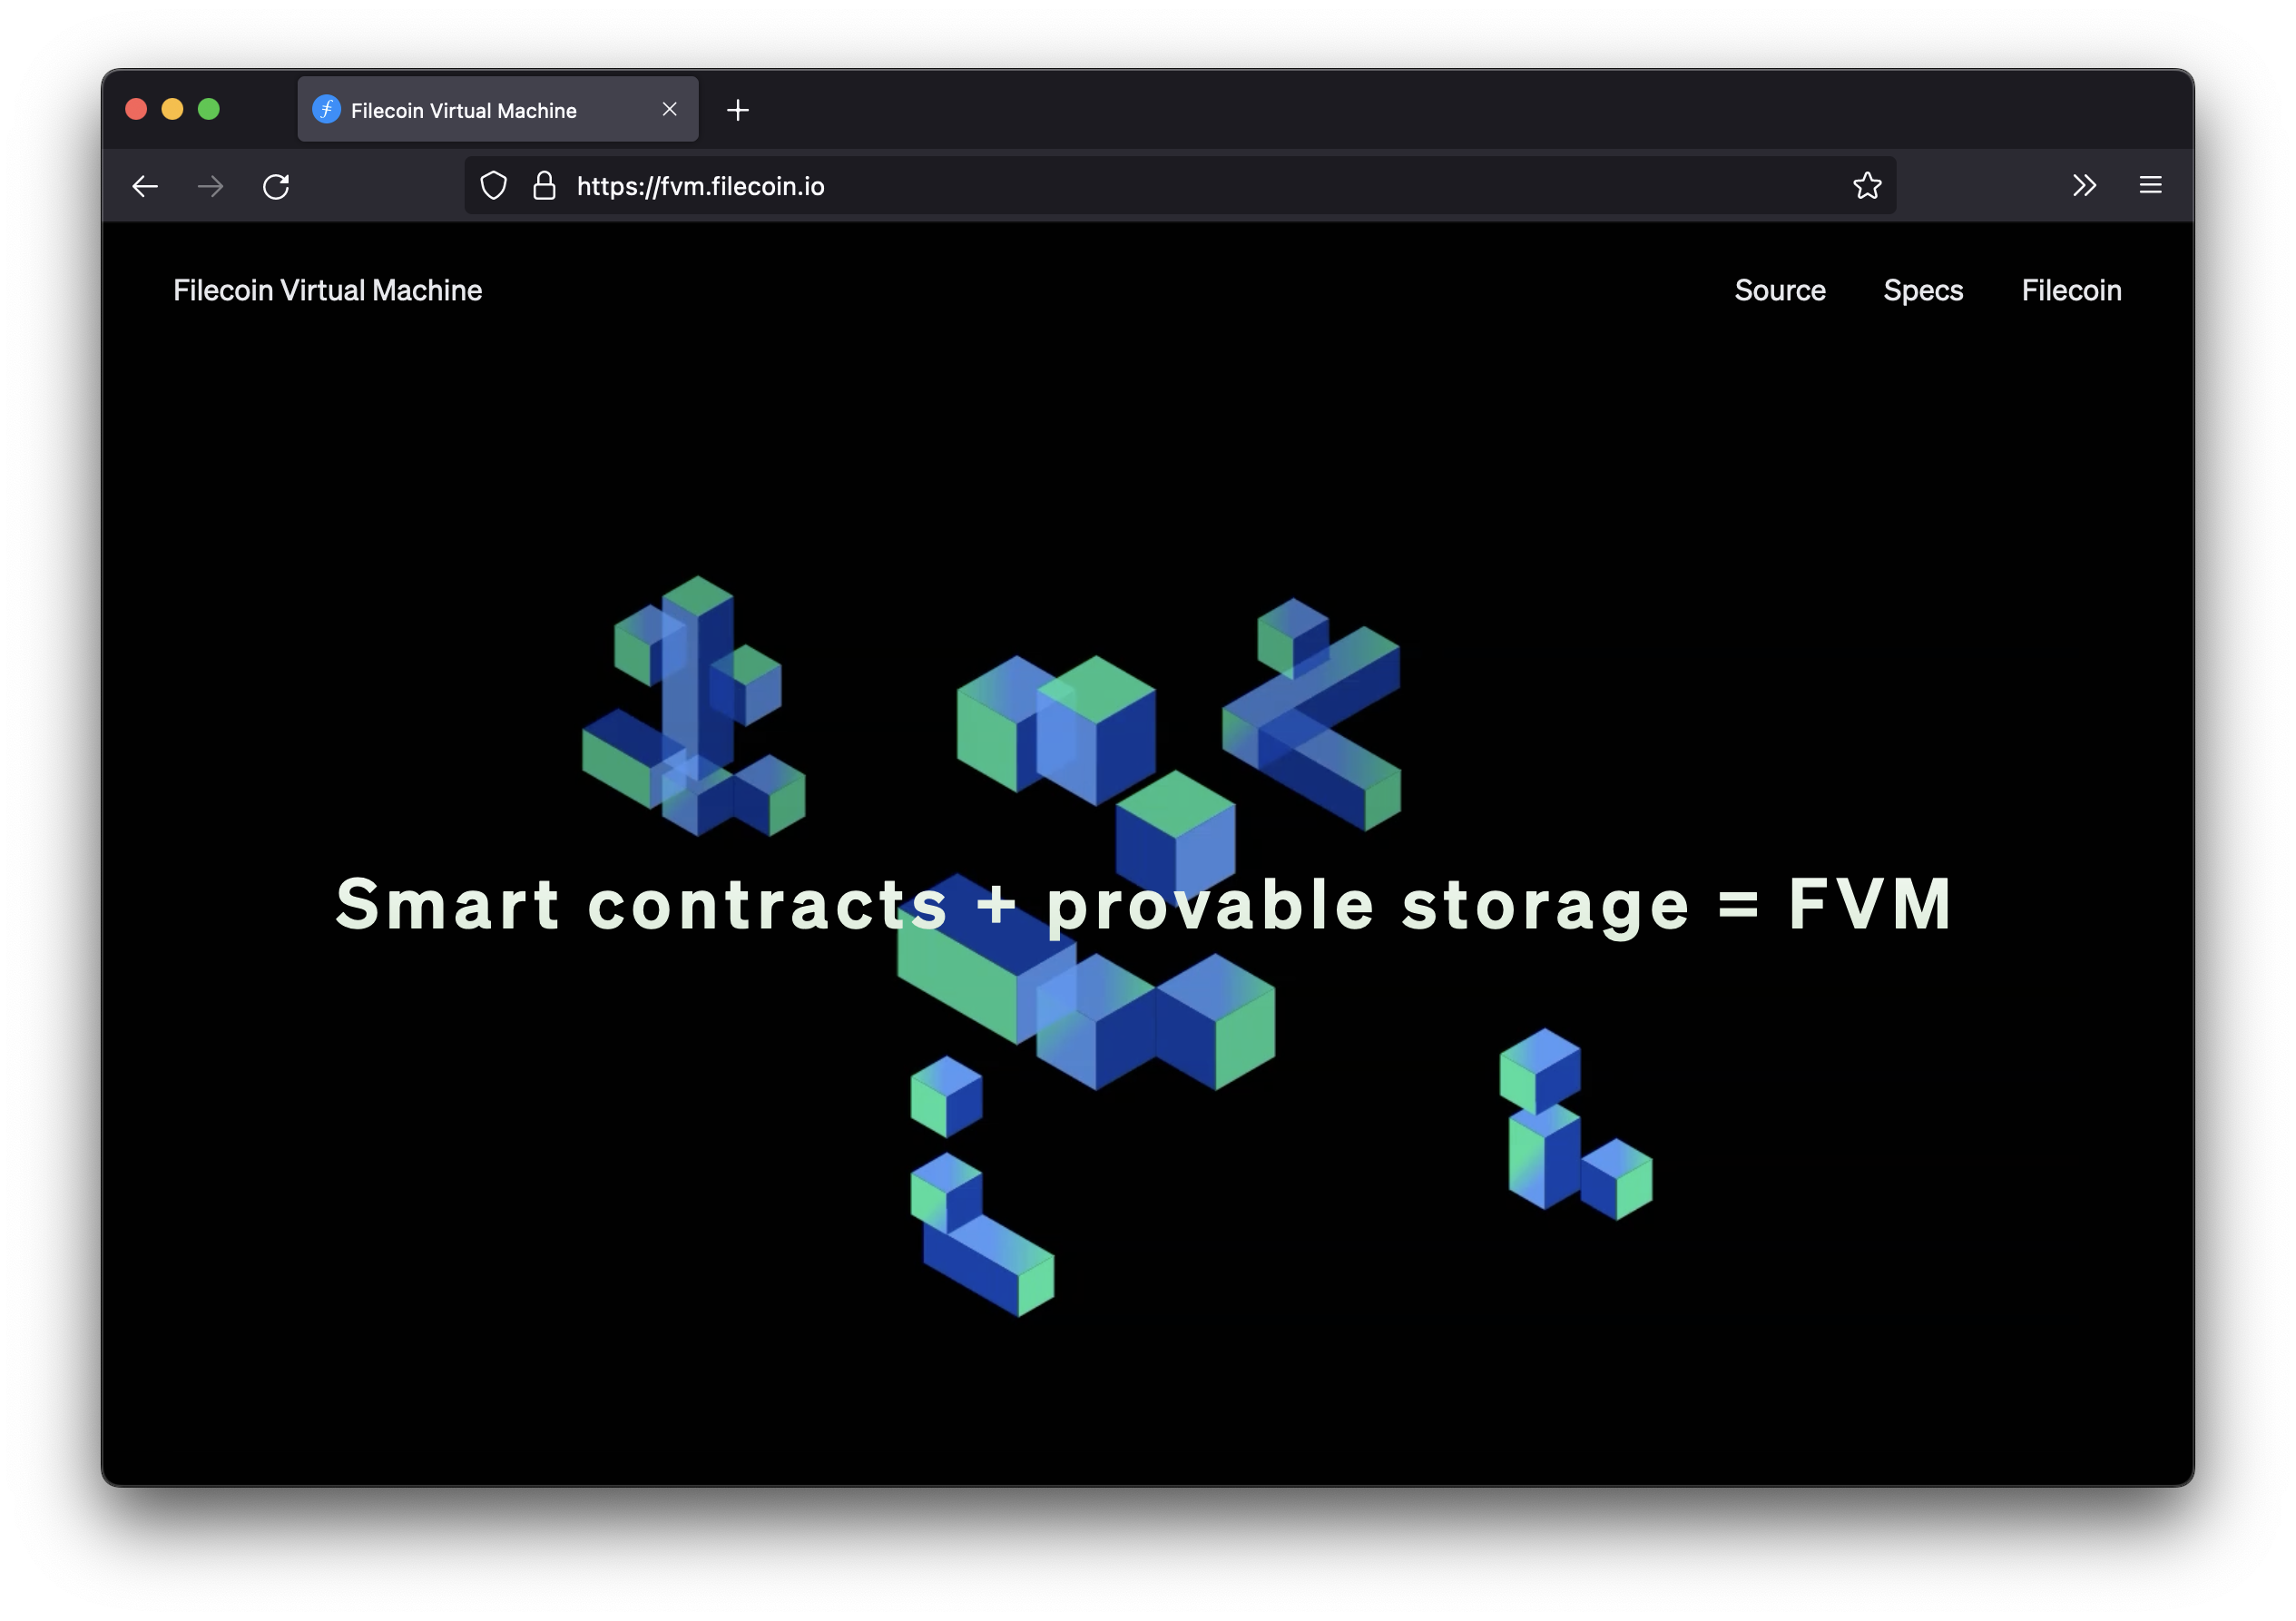 Filecoin Virtual Machine
https://fvm.filecoin.io
Filecoin Virtual Machine
Source Specs Filecoin
Smart contracts + provable storage = FVM